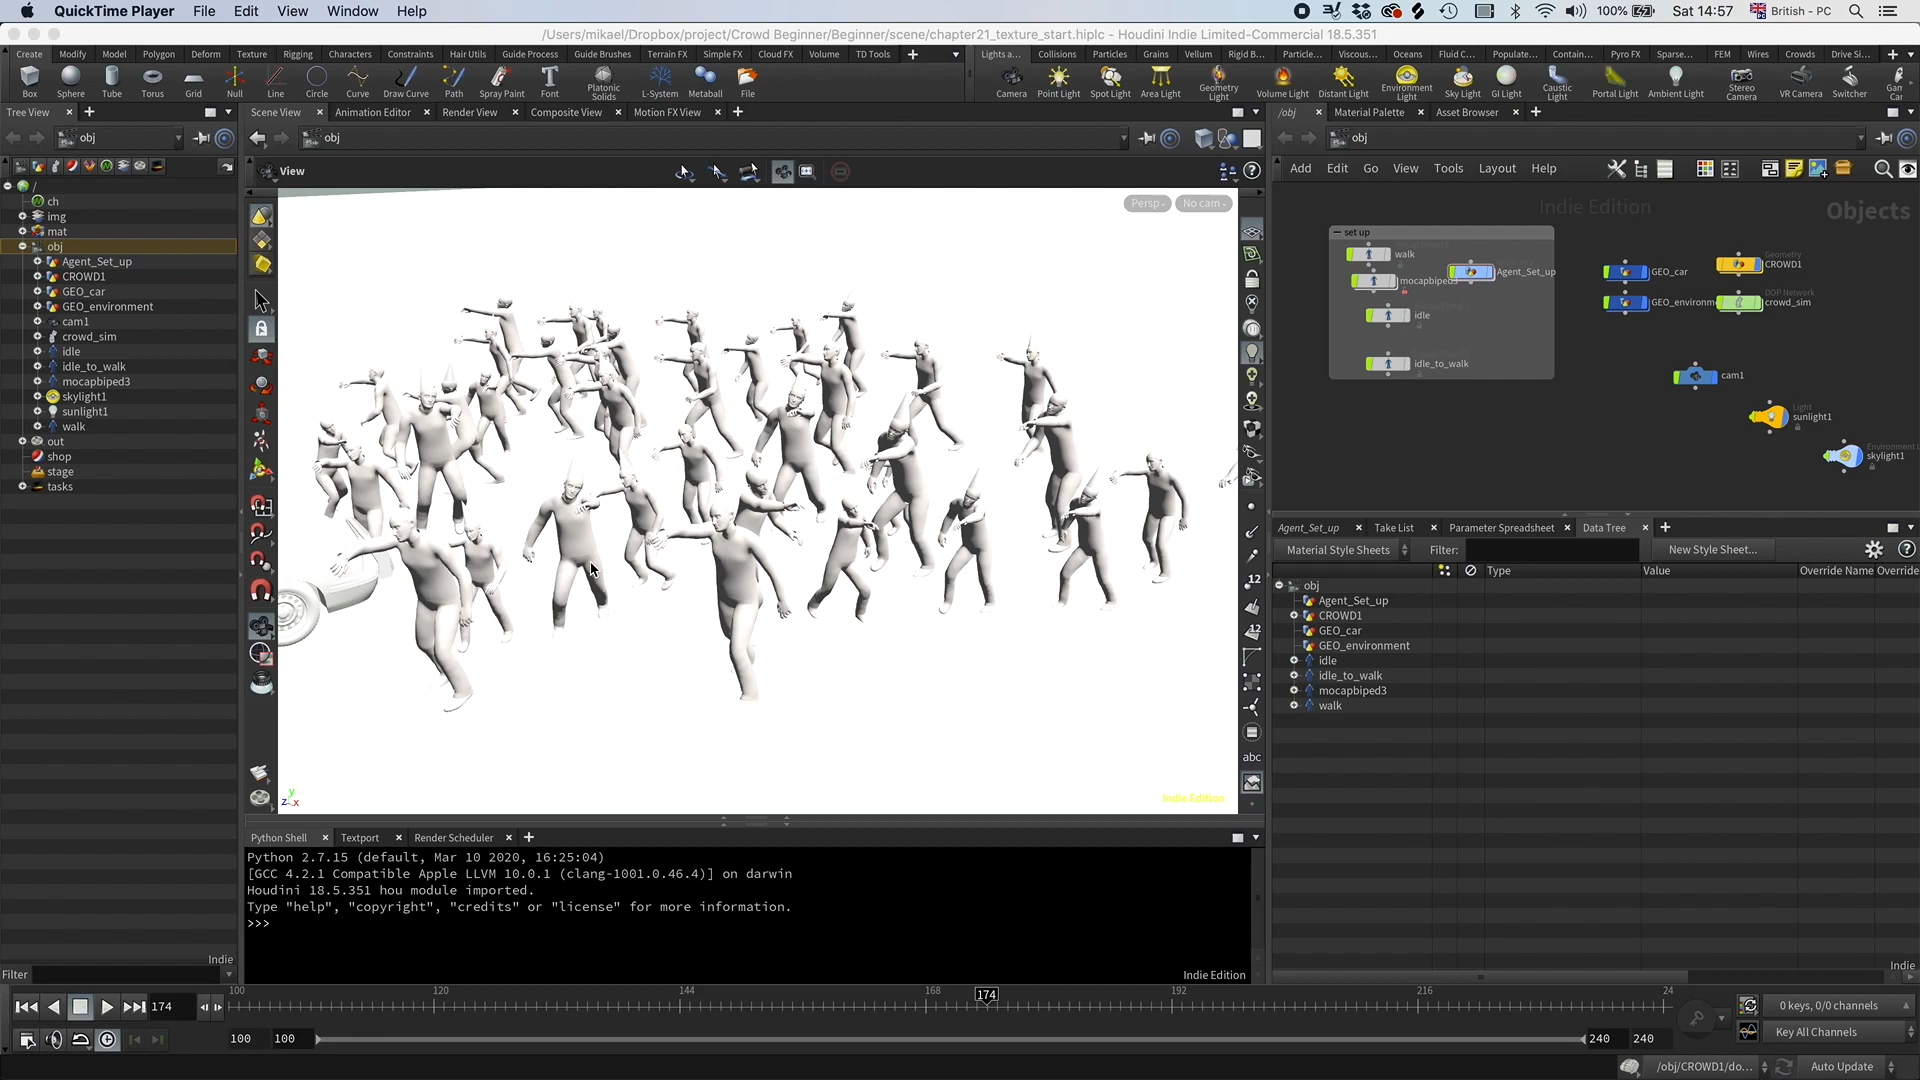 QuickTime Player File Edit View Window Help 100% Sat 14:57 British - PC
/Users/mikael/Dropbox/project/Crowd Beginner/Beginner/scene/chapter21_texture_start.hiplc - Houdini Indie Limited-Commercial 18.5.351
Create Modify Model Polygon Deform Texture Rigging Characters Constraints Hair Utils Guide Process Guide Brushes Terrain FX Simple FX Cloud FX Volume TD Tools
Lights a... Collisions Particles Grains Vellum Rigid B... Particle... Viscous... Oceans Fluid C... Populate... Contain... Pyro FX Sparse... FEM Wires Crowds Drive Si...
Box Sphere Tube Torus Grid Null Line Circle Curve Draw Curve Path Spray Paint Font Platonic Solids L-System Metaball File
Camera Point Light Spot Light Area Light Geometry Light Volume Light Distant Light Environment Light Sky Light GI Light Caustic Light Portal Light Ambient Light Stereo Camera VR Camera Switcher
Tree View
Scene View Animation Editor Render View Composite View Motion FX View
/obj Material Palette Asset Browser
obj
obj
obj
View
Add Edit Go View Tools Layout Help
/
ch
img
mat
obj
Agent_Set_up
CROWD1
GEO_car
GEO_environment
cam1
crowd_sim
idle
idle_to_walk
mocapbiped3
skylight1
sunlight1
walk
out
shop
stage
tasks
Indie
Filter
Persp
No cam
Indie Edition
12
12
abc
Indie Edition
Objects
set up
walk
mocapbiped3
Agent_Set_up
idle
idle_to_walk
GEO_car
Geometry
CROWD1
GEO_environm
DOP Network
crowd_sim
cam1
Light
sunlight1
Environment L
skylight1
Agent_Set_up Take List Parameter Spreadsheet Data Tree
Material Style Sheets Filter: New Style Sheet...
Type Value Override Name Override
obj
Agent_Set_up
CROWD1
GEO_car
GEO_environment
idle
idle_to_walk
mocapbiped3
walk
Indie
Python Shell Textport Render Scheduler
Python 2.7.15 (default, Mar 10 2020, 16:25:04)
[GCC 4.2.1 Compatible Apple LLVM 10.0.1 (clang-1001.0.46.4)] on darwin
Houdini 18.5.351 hou module imported.
Type "help", "copyright", "credits" or "license" for more information.
>>>
Indie Edition
174
100 120 144 168 174 192 216 24
0 keys, 0/0 channels
100 100 240 240
Key All Channels
/obj/CROWD1/do... Auto Update